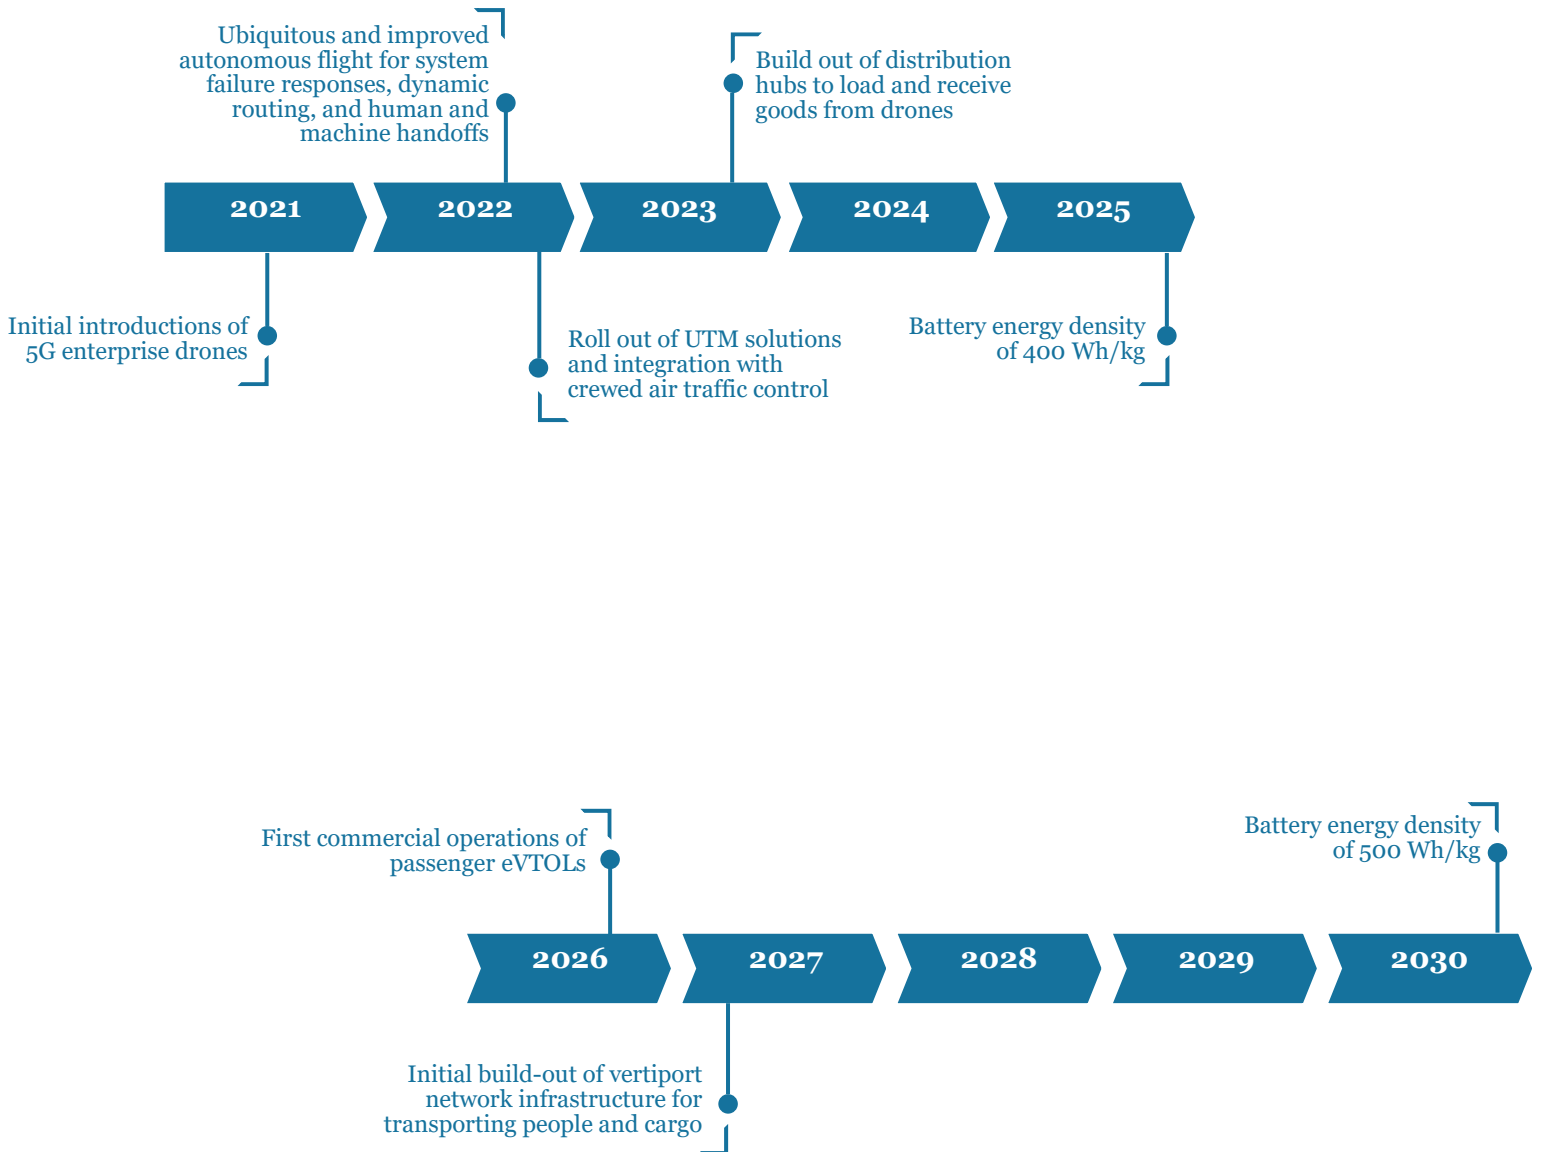 Ubiquitous and improved
autonomous flight for system
failure responses, dynamic
routing, and human and
machine handoffs
Build out of distribution
hubs to load and receive
goods from drones
2021
2022
2023
2024
2025
Initial introductions of
5G enterprise drones
Roll out of UTM solutions
and integration with
crewed air traffic control
Battery energy density
of 400 Wh/kg
First commercial operations of
passenger eVTOLs
Battery energy density
of 500 Wh/kg
2026
2027
2028
2029
2030
Initial build-out of vertiport
network infrastructure for
transporting people and cargo